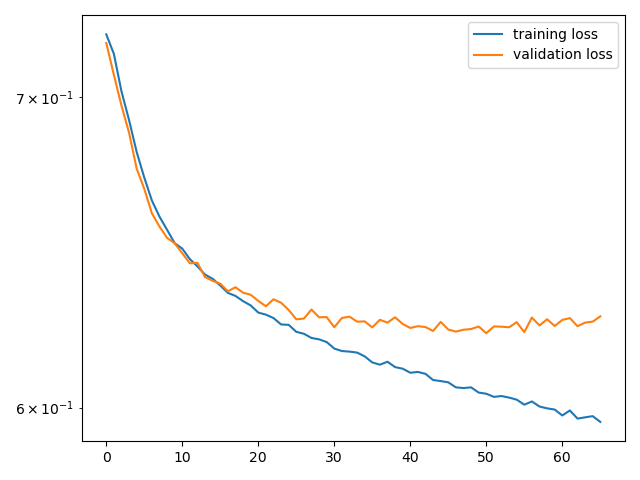 training loss
validation loss
7 × 10⁻¹
6 × 10⁻¹
0 10 20 30 40 50 60